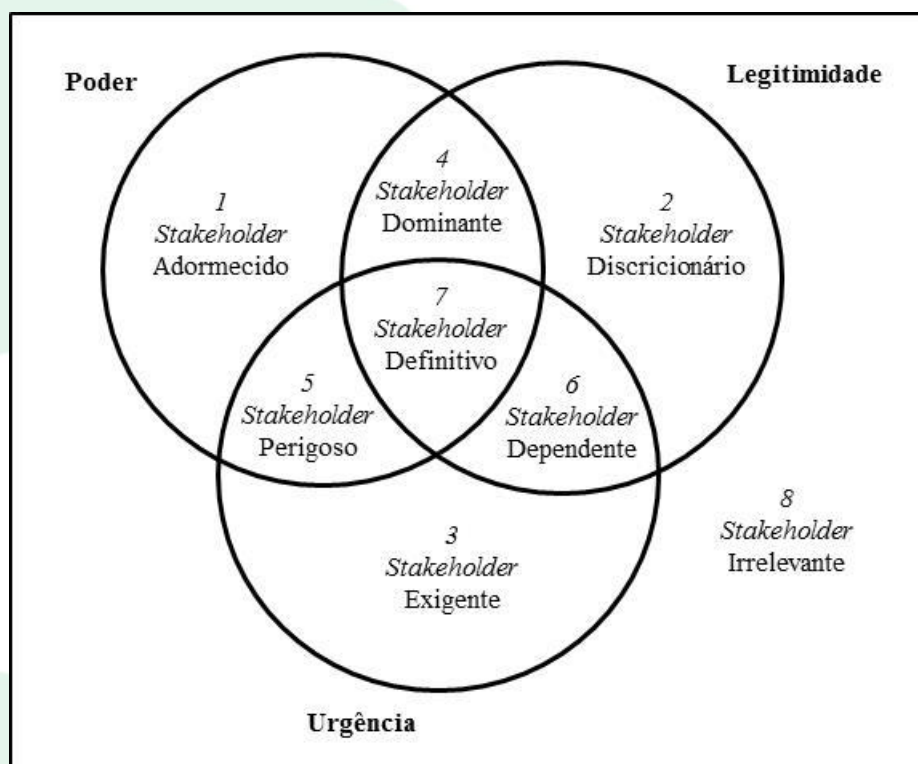 Poder
Legitimidade
1
Stakeholder
Adormecido
4
Stakeholder
Dominante
2
Stakeholder
Discricionário
7
Stakeholder
Definitivo
5
Stakeholder
Perigoso
6
Stakeholder
Dependente
3
Stakeholder
Exigente
8
Stakeholder
Irrelevante
Urgência